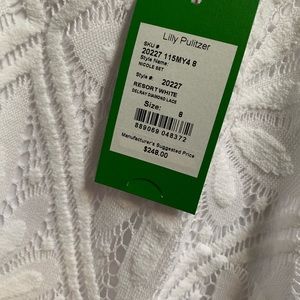 Lilly Pulitzer
SKU #
20227 115MY4 8
Style Name
NICOLE SET
Style #: 20227
RESORT WHITE
DELRAY DIAMOND LACE
Size: 8
889069 048372
Manufacturer's Suggested Price
$248.00